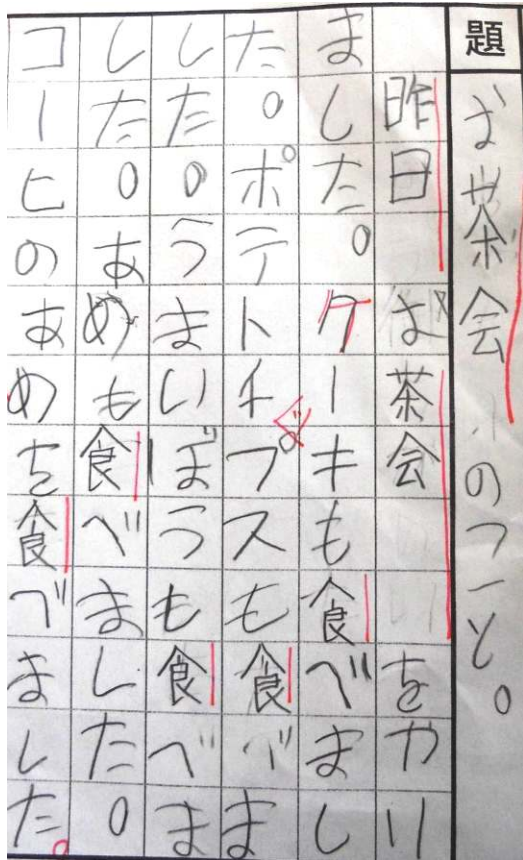 題
お茶会のこと。
昨日お茶会をやり
ました。ケーキも食べまし
た。ポテトチップスも食べま
した。うまいぼうも食べま
した。あめも食べました。
コーヒのあめを食べました。